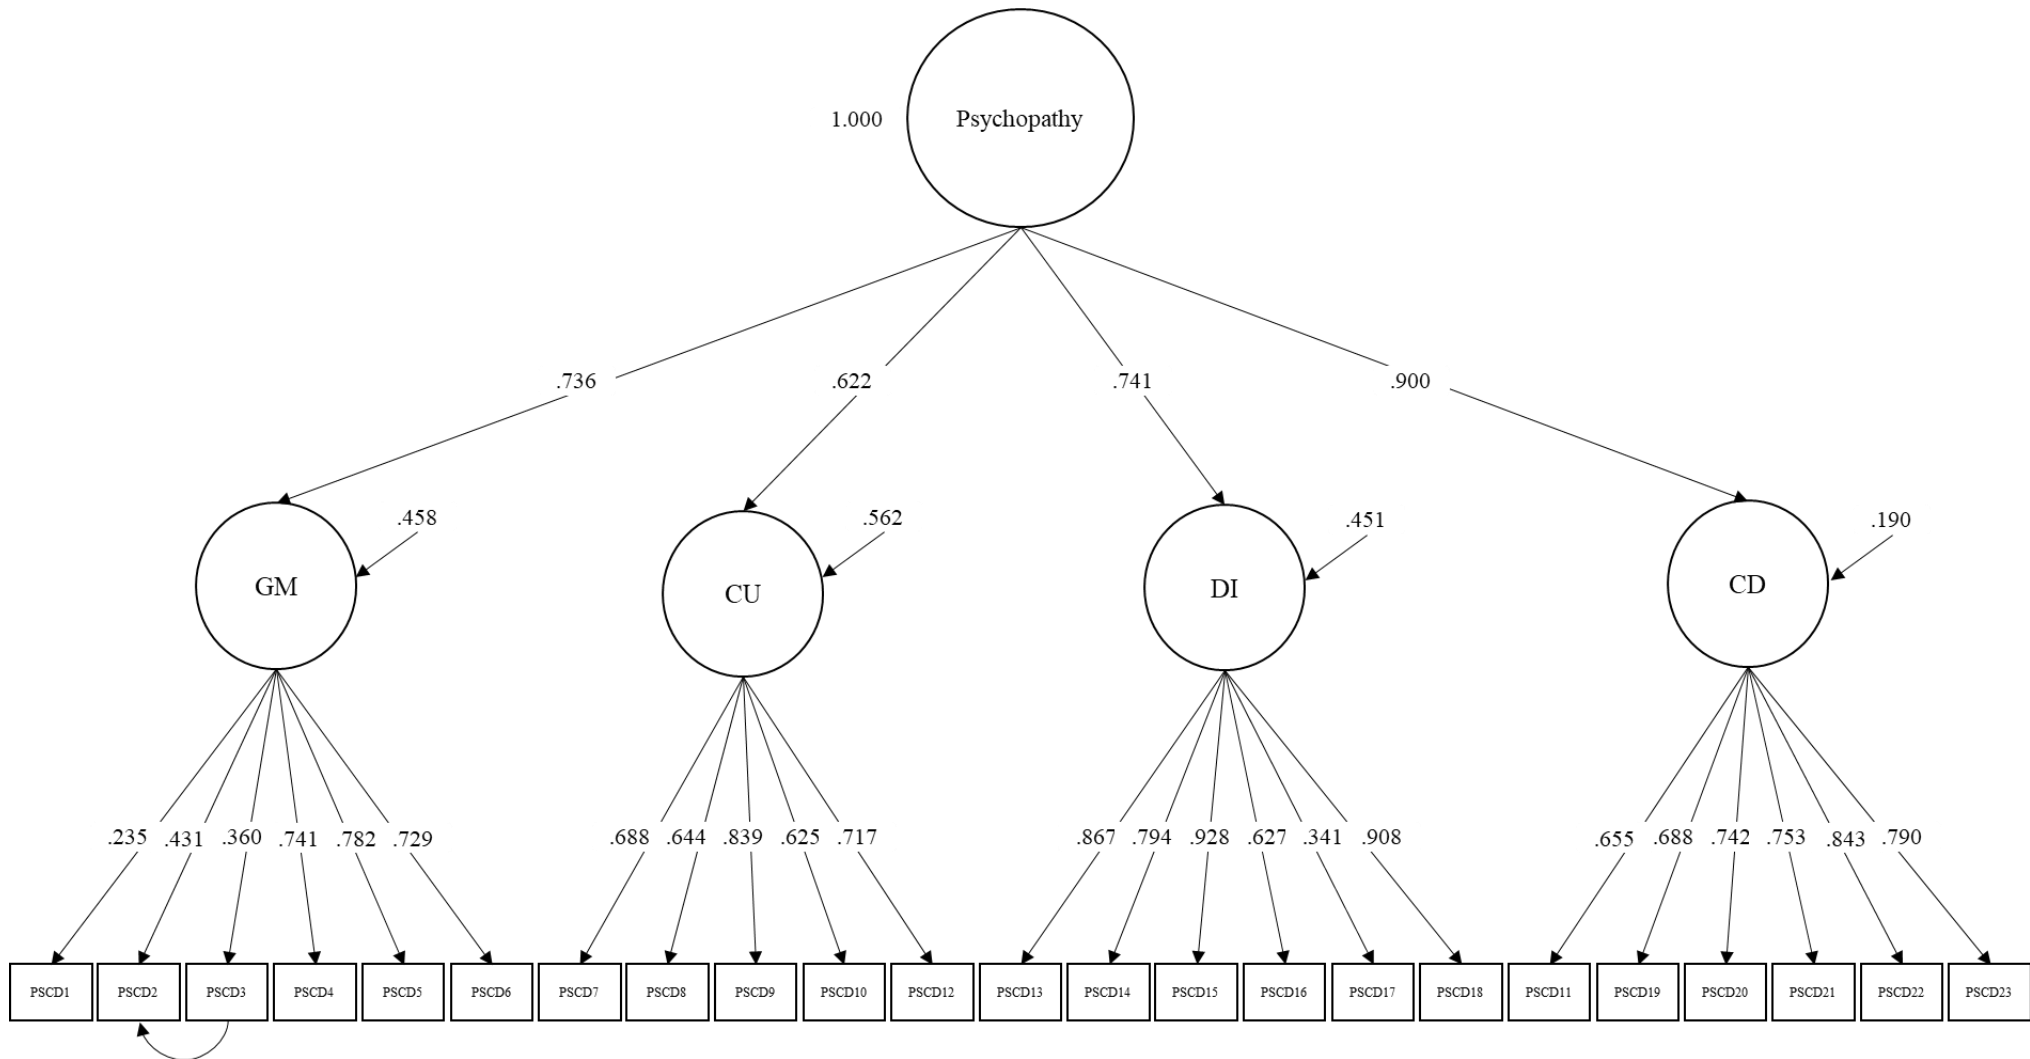 1.000
Psychopathy
.736
.622
.741
.900
.458
.562
.451
.190
GM
CU
DI
CD
.235
.431
.360
.741
.782
.729
.688
.644
.839
.625
.717
.867
.794
.928
.627
.341
.908
.655
.688
.742
.753
.843
.790
PSCD1
PSCD2
PSCD3
PSCD4
PSCD5
PSCD6
PSCD7
PSCD8
PSCD9
PSCD10
PSCD12
PSCD13
PSCD14
PSCD15
PSCD16
PSCD17
PSCD18
PSCD11
PSCD19
PSCD20
PSCD21
PSCD22
PSCD23